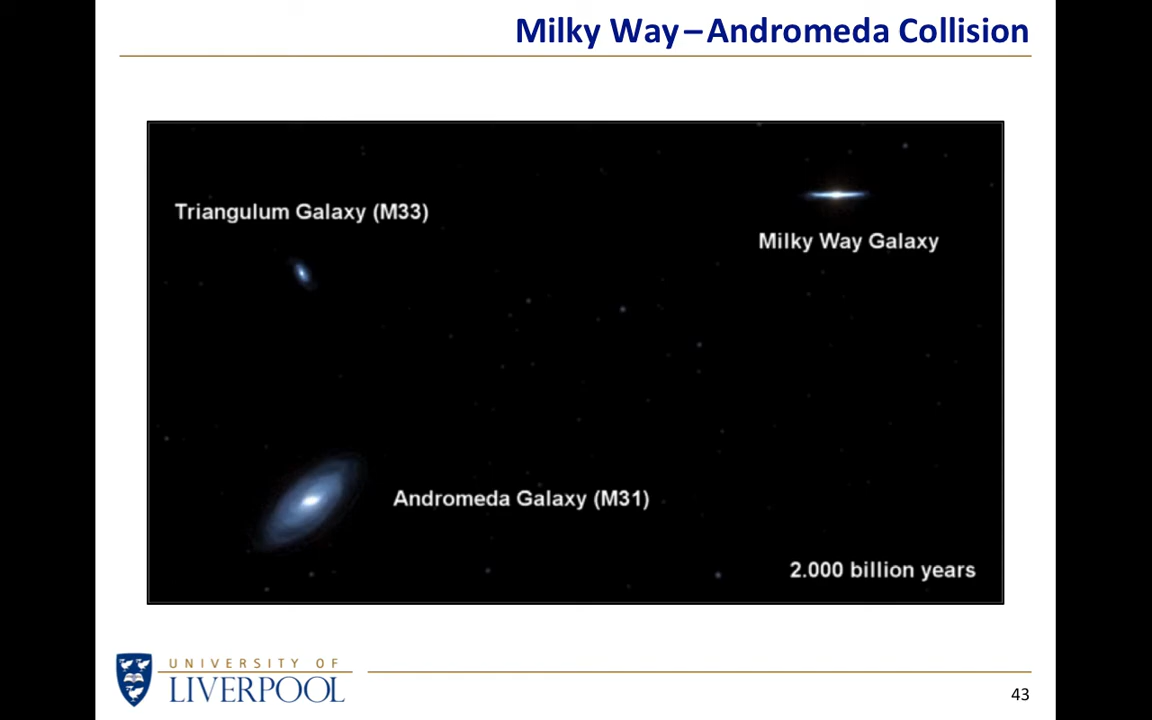 Milky Way–Andromeda Collision
Triangulum Galaxy (M33)
Milky Way Galaxy
Andromeda Galaxy (M31)
2.000 billion years
UNIVERSITY OF
LIVERPOOL
43